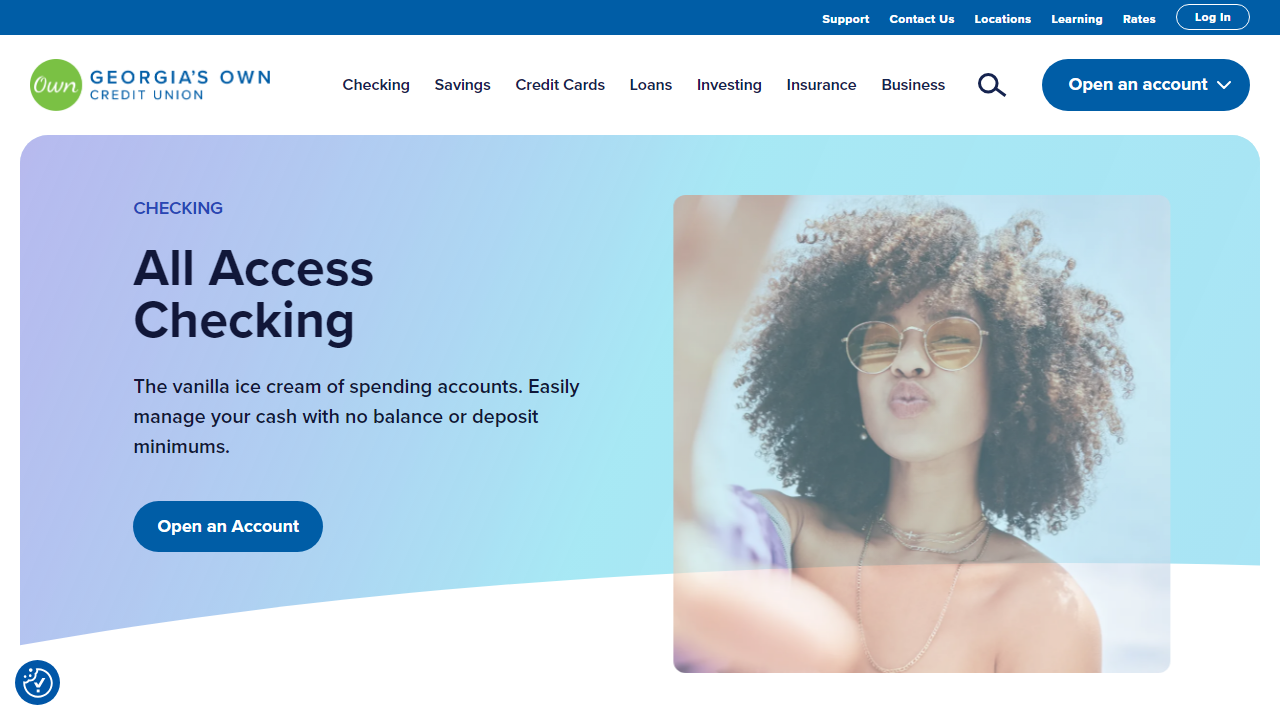 Support Contact Us Locations Learning Rates Log In
Own GEORGIA'S OWN
CREDIT UNION
Checking Savings Credit Cards Loans Investing Insurance Business Open an account
CHECKING
All Access
Checking
The vanilla ice cream of spending accounts. Easily
manage your cash with no balance or deposit
minimums.
Open an Account